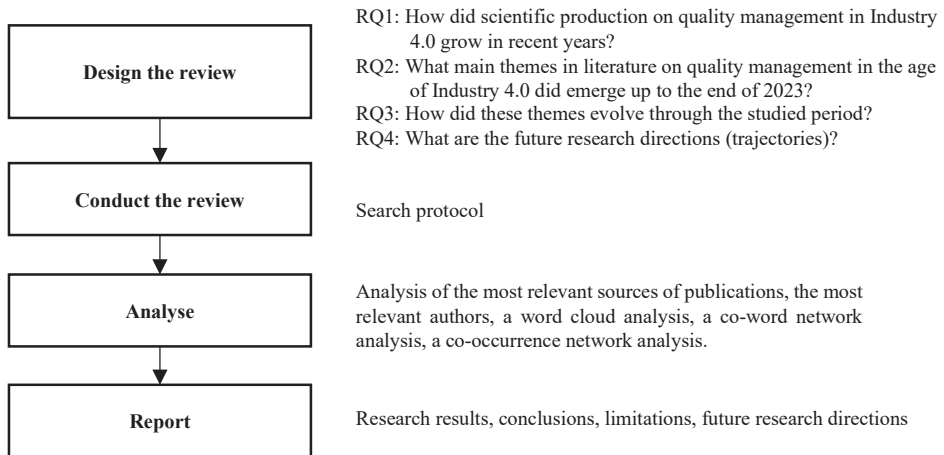 Design the review
RQ1: How did scientific production on quality management in Industry
4.0 grow in recent years?
RQ2: What main themes in literature on quality management in the age
of Industry 4.0 did emerge up to the end of 2023?
RQ3: How did these themes evolve through the studied period?
RQ4: What are the future research directions (trajectories)?
Conduct the review
Search protocol
Analyse
Analysis of the most relevant sources of publications, the most
relevant authors, a word cloud analysis, a co-word network
analysis, a co-occurrence network analysis.
Report
Research results, conclusions, limitations, future research directions